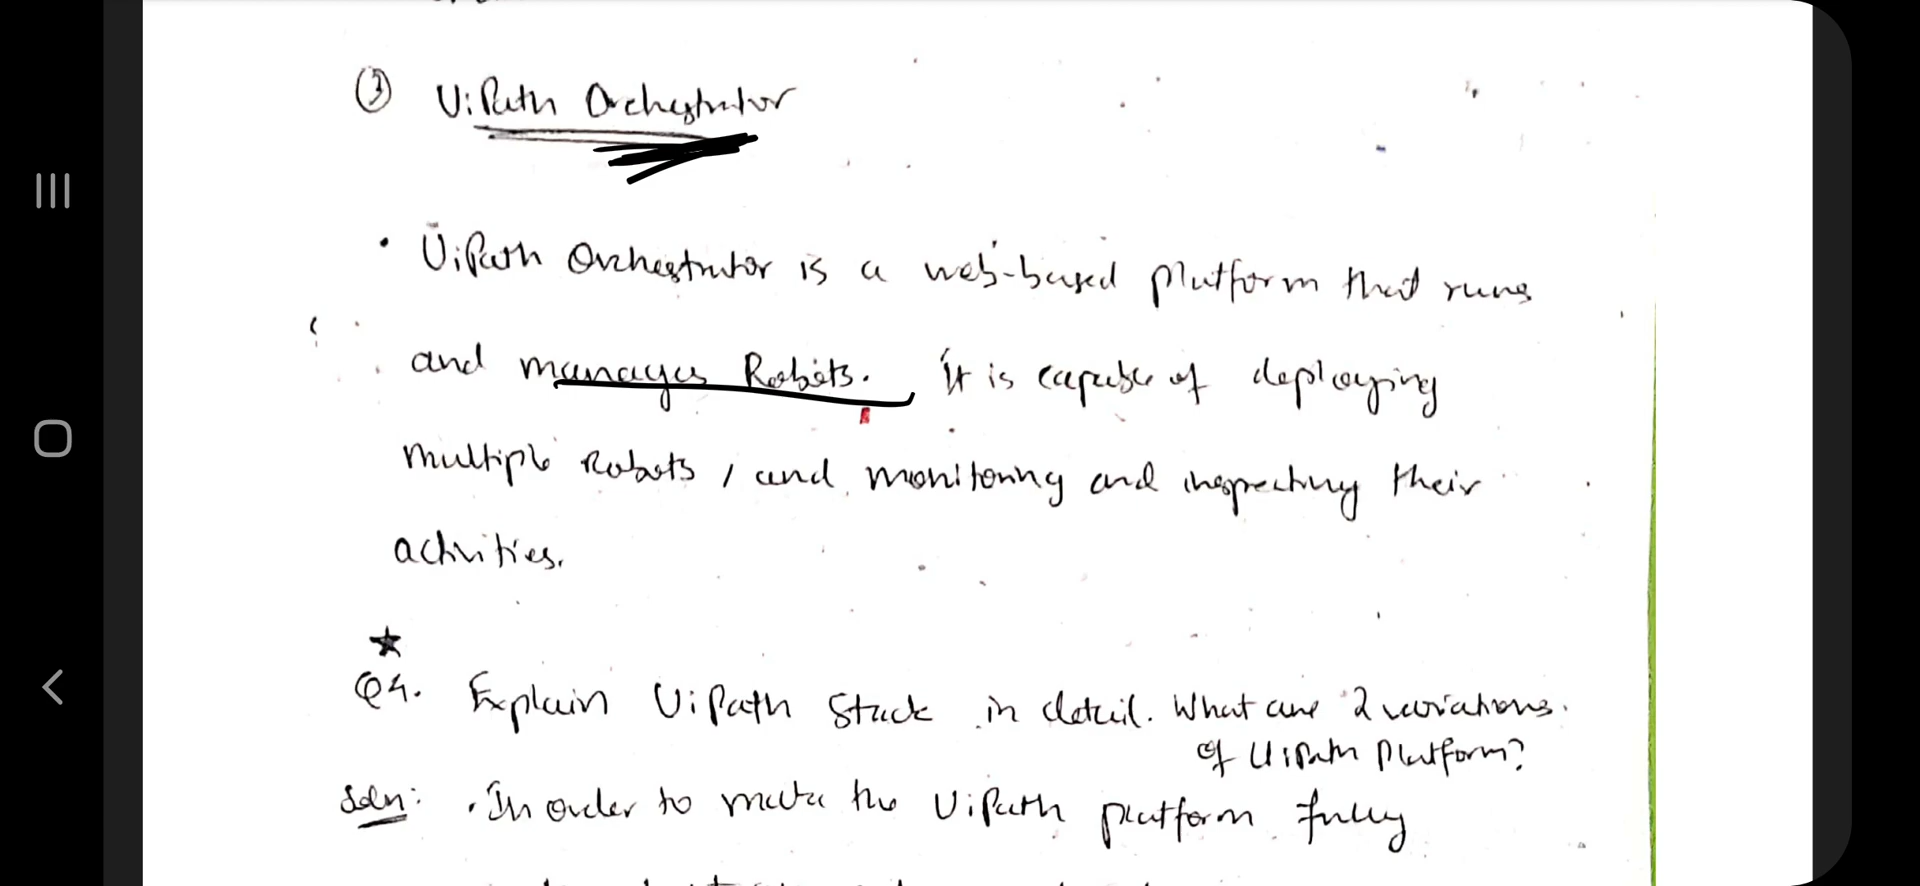 ③ UiPath Orchestrator
• UiPath Orchestrator is a web-based platform that runs
and manages Robots. It is capable of deploying
multiple Robots, and monitoring and inspecting their
activities.
★
Q4. Explain UiPath Stack in detail. What are 2 variations
of UiPath Platform?
Soln: • In order to make the UiPath platform fully